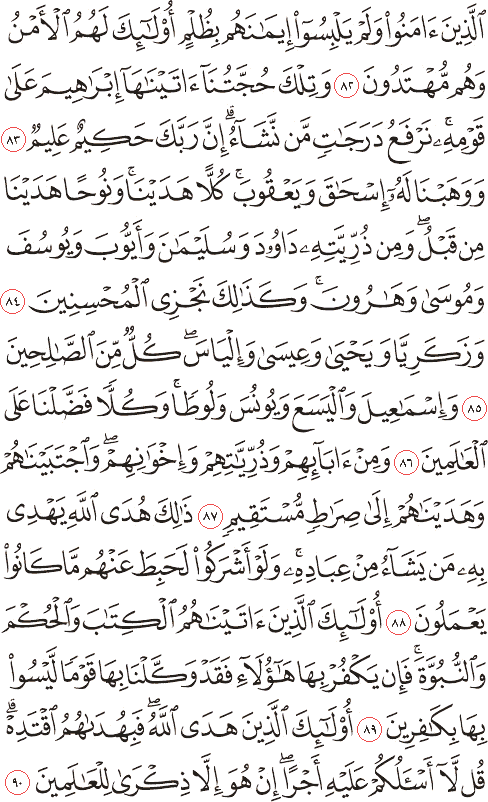 ٱلَّذِينَ ءَامَنُوا۟ وَلَمْ يَلْبِسُوٓا۟ إِيمَـٰنَهُم بِظُلْمٍ أُو۟لَـٰٓئِكَ لَهُمُ ٱلْأَمْنُ
وَهُم مُّهْتَدُونَ ٨٢ وَتِلْكَ حُجَّتُنَآ ءَاتَيْنَـٰهَآ إِبْرَٰهِيمَ عَلَىٰ
قَوْمِهِۦ ۚ نَرْفَعُ دَرَجَـٰتٍ مَّن نَّشَآءُ ۗ إِنَّ رَبَّكَ حَكِيمٌ عَلِيمٌ ٨٣
وَوَهَبْنَا لَهُۥٓ إِسْحَـٰقَ وَيَعْقُوبَ ۚ كُلًّا هَدَيْنَا ۚ وَنُوحًا هَدَيْنَا
مِن قَبْلُ ۖ وَمِن ذُرِّيَّتِهِۦ دَاوُۥدَ وَسُلَيْمَـٰنَ وَأَيُّوبَ وَيُوسُفَ
وَمُوسَىٰ وَهَـٰرُونَ ۚ وَكَذَٰلِكَ نَجْزِى ٱلْمُحْسِنِينَ ٨٤
وَزَكَرِيَّا وَيَحْيَىٰ وَعِيسَىٰ وَإِلْيَاسَ ۖ كُلٌّ مِّنَ ٱلصَّـٰلِحِينَ
٨٥ وَإِسْمَـٰعِيلَ وَٱلْيَسَعَ وَيُونُسَ وَلُوطًا ۚ وَكُلًّا فَضَّلْنَا عَلَى
ٱلْعَـٰلَمِينَ ٨٦ وَمِنْ ءَابَآئِهِمْ وَذُرِّيَّـٰتِهِمْ وَإِخْوَٰنِهِمْ ۖ وَٱجْتَبَيْنَـٰهُمْ
وَهَدَيْنَـٰهُمْ إِلَىٰ صِرَٰطٍ مُّسْتَقِيمٍ ٨٧ ذَٰلِكَ هُدَى ٱللَّهِ يَهْدِى
بِهِۦ مَن يَشَآءُ مِنْ عِبَادِهِۦ ۚ وَلَوْ أَشْرَكُوا۟ لَحَبِطَ عَنْهُم مَّا كَانُوا۟
يَعْمَلُونَ ٨٨ أُو۟لَـٰٓئِكَ ٱلَّذِينَ ءَاتَيْنَـٰهُمُ ٱلْكِتَـٰبَ وَٱلْحُكْمَ
وَٱلنُّبُوَّةَ ۚ فَإِن يَكْفُرْ بِهَا هَـٰٓؤُلَآءِ فَقَدْ وَكَّلْنَا بِهَا قَوْمًا لَّيْسُوا۟
بِهَا بِكَـٰفِرِينَ ٨٩ أُو۟لَـٰٓئِكَ ٱلَّذِينَ هَدَى ٱللَّهُ ۖ فَبِهُدَىٰهُمُ ٱقْتَدِهْ ۗ
قُل لَّآ أَسْـَٔلُكُمْ عَلَيْهِ أَجْرًا ۖ إِنْ هُوَ إِلَّا ذِكْرَىٰ لِلْعَـٰلَمِينَ ٩٠